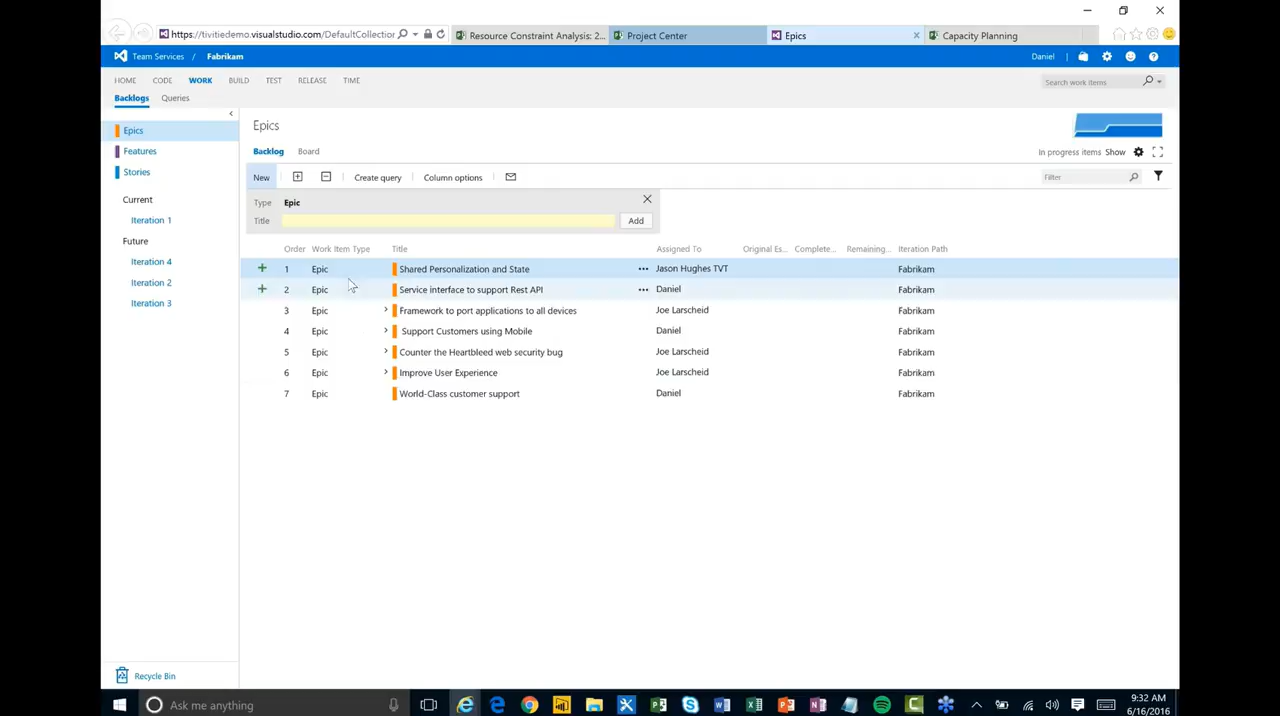 https://tivitiedemo.visualstudio.com/DefaultCollection
Resource Constraint Analysis: 2...
Project Center
Epics
Capacity Planning
Team Services / Fabrikam
Daniel
HOME CODE WORK BUILD TEST RELEASE TIME
Search work items
Backlogs Queries
Epics
Features
Stories
Current
Iteration 1
Future
Iteration 4
Iteration 2
Iteration 3
Recycle Bin
Epics
Backlog Board
In progress items Show
New Create query Column options
Filter
Type Epic
Title Add
Order Work Item Type Title Assigned To Original Es... Complete... Remaining... Iteration Path
1 Epic Shared Personalization and State ... Jason Hughes TVT Fabrikam
2 Epic Service interface to support Rest API ... Daniel Fabrikam
3 Epic Framework to port applications to all devices Joe Larscheid Fabrikam
4 Epic Support Customers using Mobile Daniel Fabrikam
5 Epic Counter the Heartbleed web security bug Joe Larscheid Fabrikam
6 Epic Improve User Experience Joe Larscheid Fabrikam
7 Epic World-Class customer support Daniel Fabrikam
Ask me anything
9:32 AM
6/16/2016